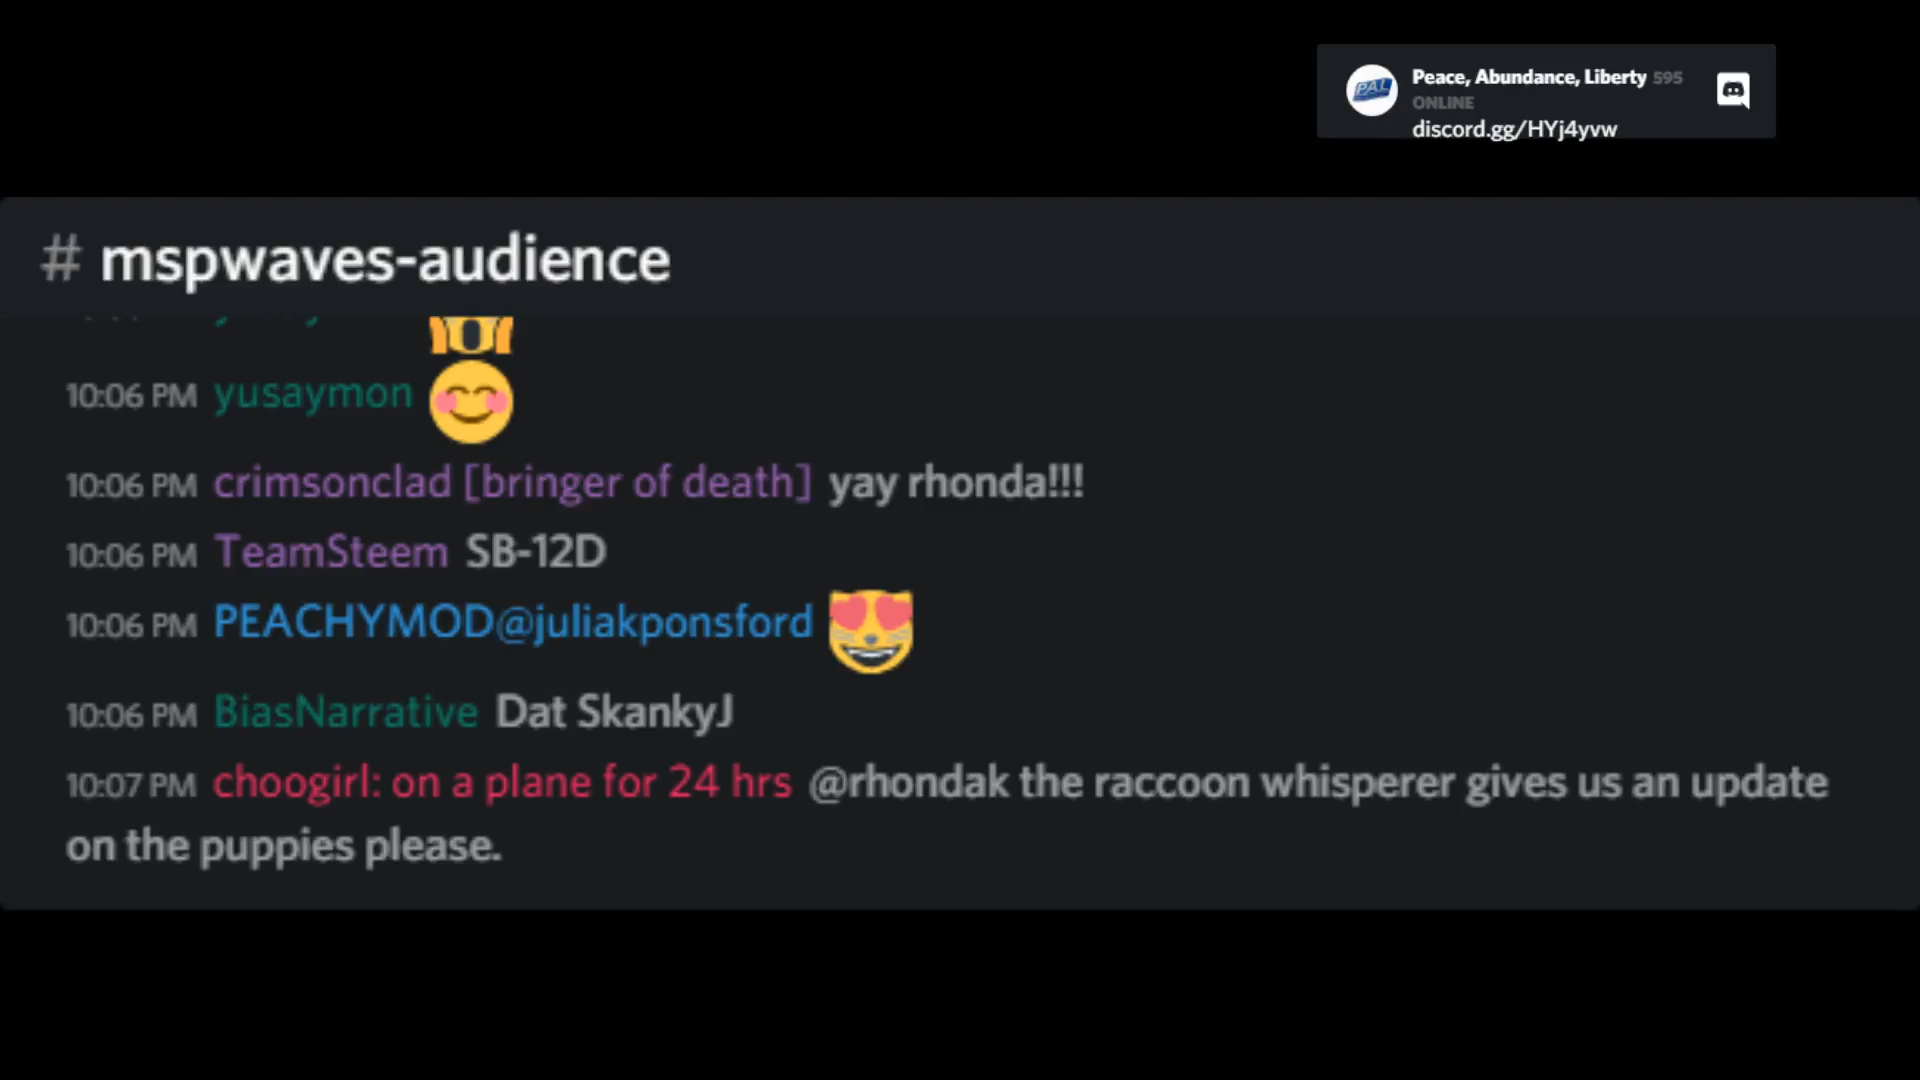 PAL
Peace, Abundance, Liberty 595
ONLINE
discord.gg/HYj4yvw
# mspwaves-audience
10:06 PM yusaymon 😊
10:06 PM crimsonclad [bringer of death] yay rhonda!!!
10:06 PM TeamSteem SB-12D
10:06 PM PEACHYMOD@juliakponsford 😻
10:06 PM BiasNarrative Dat SkankyJ
10:07 PM choogirl: on a plane for 24 hrs @rhondak the raccoon whisperer gives us an update
on the puppies please.